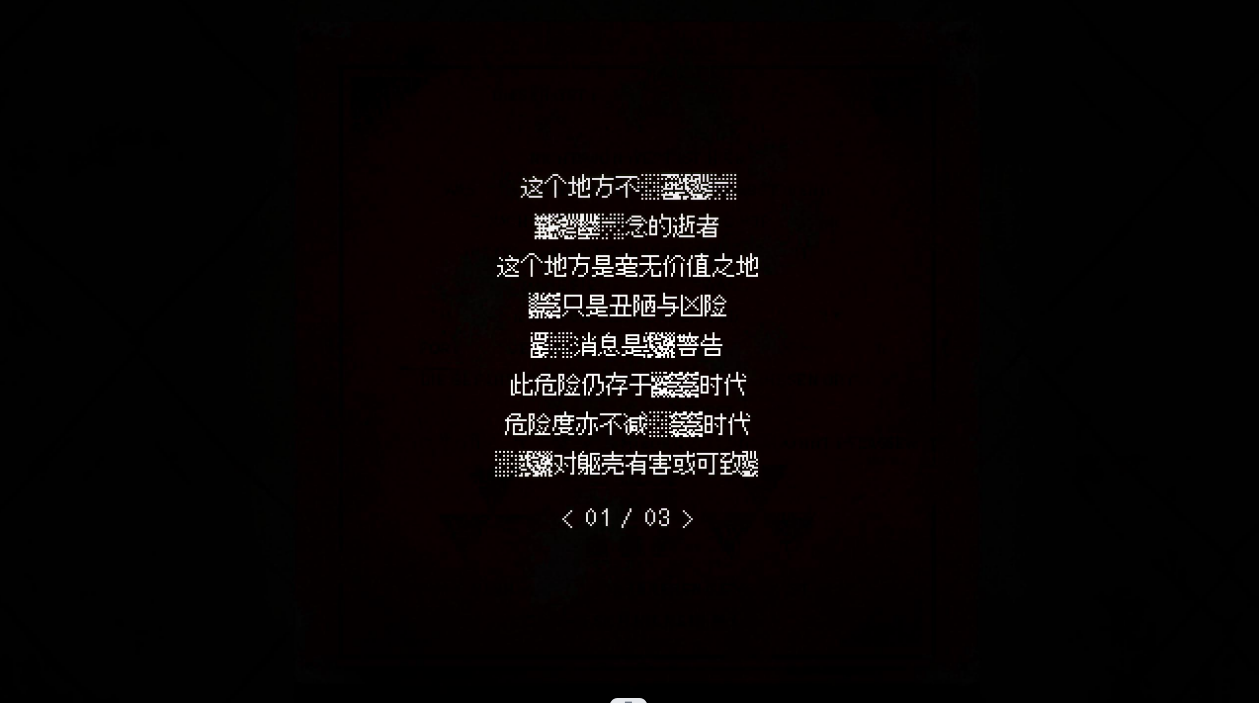 这个地方不
念的逝者
这个地方是毫无价值之地
只是丑陋与凶险
消息是警告
此危险仍存于时代
危险度亦不减时代
对躯壳有害或可致
< 01 / 03 >